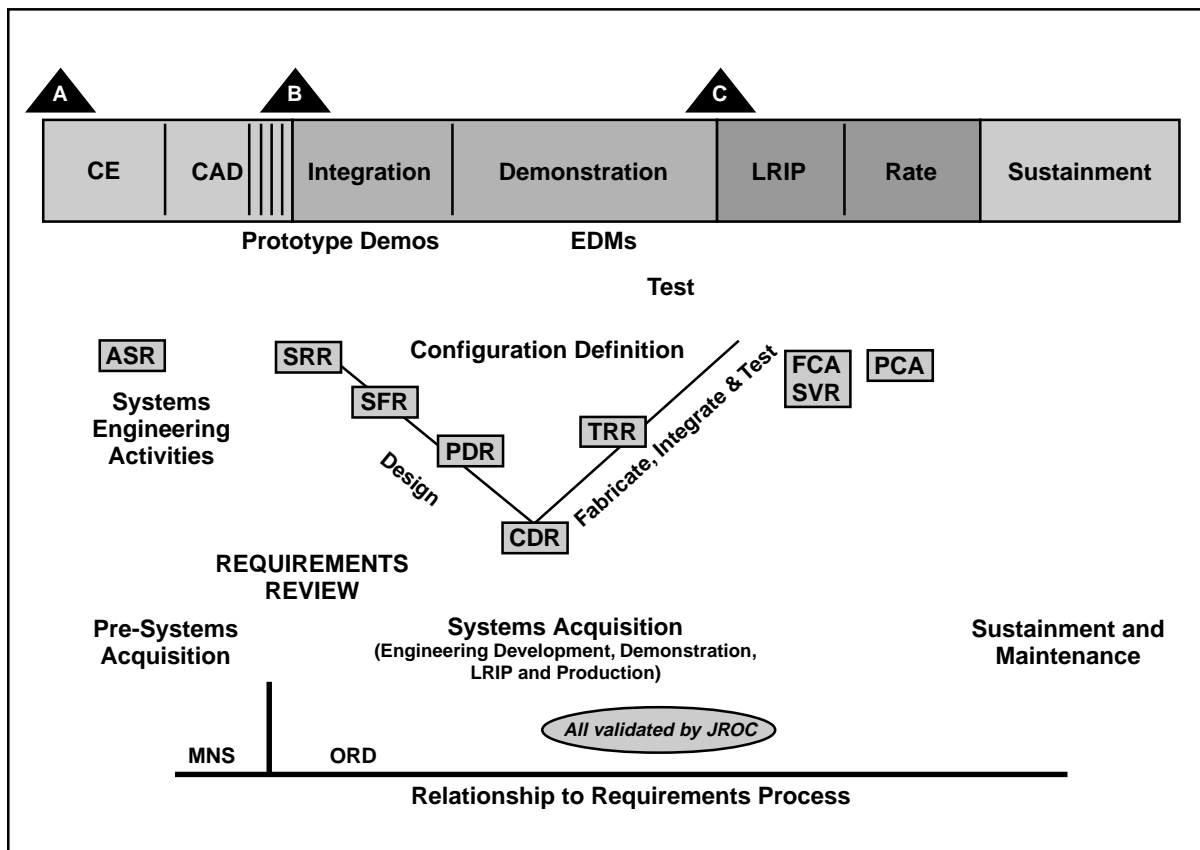 A
B
C
CE
CAD
Integration
Demonstration
LRIP
Rate
Sustainment
Prototype Demos
EDMs
Test
ASR
SRR
Configuration Definition
FCA
SVR
PCA
SFR
Systems
Engineering
Activities
TRR
PDR
Design
Fabricate, Integrate & Test
CDR
REQUIREMENTS
REVIEW
Pre-Systems
Acquisition
Systems Acquisition
(Engineering Development, Demonstration,
LRIP and Production)
Sustainment and
Maintenance
All validated by JROC
MNS
ORD
Relationship to Requirements Process